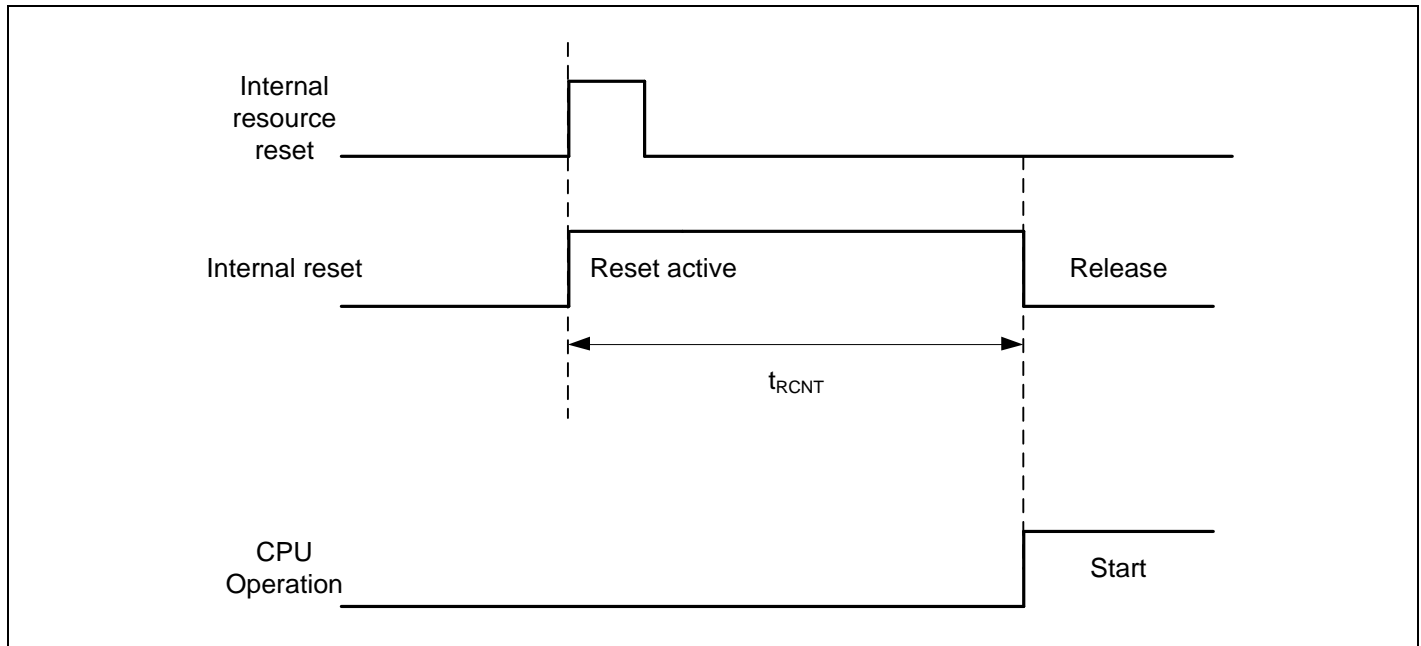 Internal
resource
reset
Internal reset
Reset active
Release
tRCNT
CPU
Operation
Start